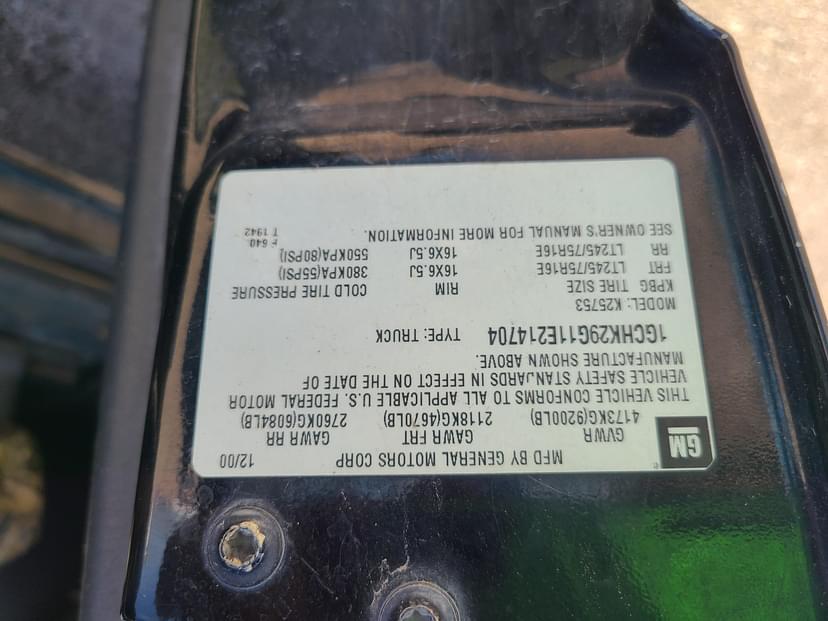 GM
MFD BY GENERAL MOTORS CORP 12/00
GVWR GAWR FRT GAWR RR
4173KG(9200LB) 2118KG(4670LB) 2760KG(6084LB)
THIS VEHICLE CONFORMS TO ALL APPLICABLE U.S. FEDERAL MOTOR
VEHICLE SAFETY STANDARDS IN EFFECT ON THE DATE OF
MANUFACTURE SHOWN ABOVE.
1GCHK29G11E214704 TYPE: TRUCK
MODEL: K25753
KPBG TIRE SIZE RIM COLD TIRE PRESSURE
FRT LT245/75R16E 16X6.5J 380KPA(55PSI)
RR LT245/75R16E 16X6.5J 550KPA(80PSI)
SEE OWNER'S MANUAL FOR MORE INFORMATION.
F 640
T 1942